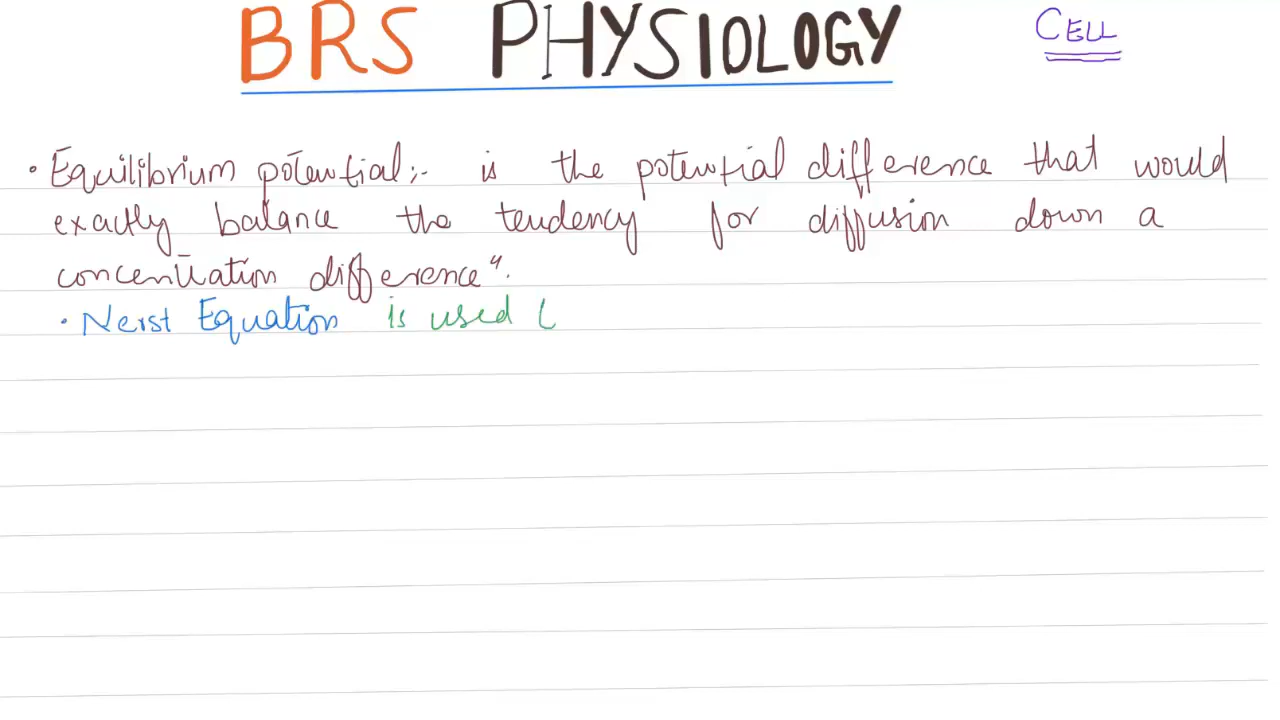 BRS PHYSIOLOGY CELL
• Equilibrium potential:- is the potential difference that would
exactly balance the tendency for diffusion down a
concentration difference".
• Nerst Equation is used (